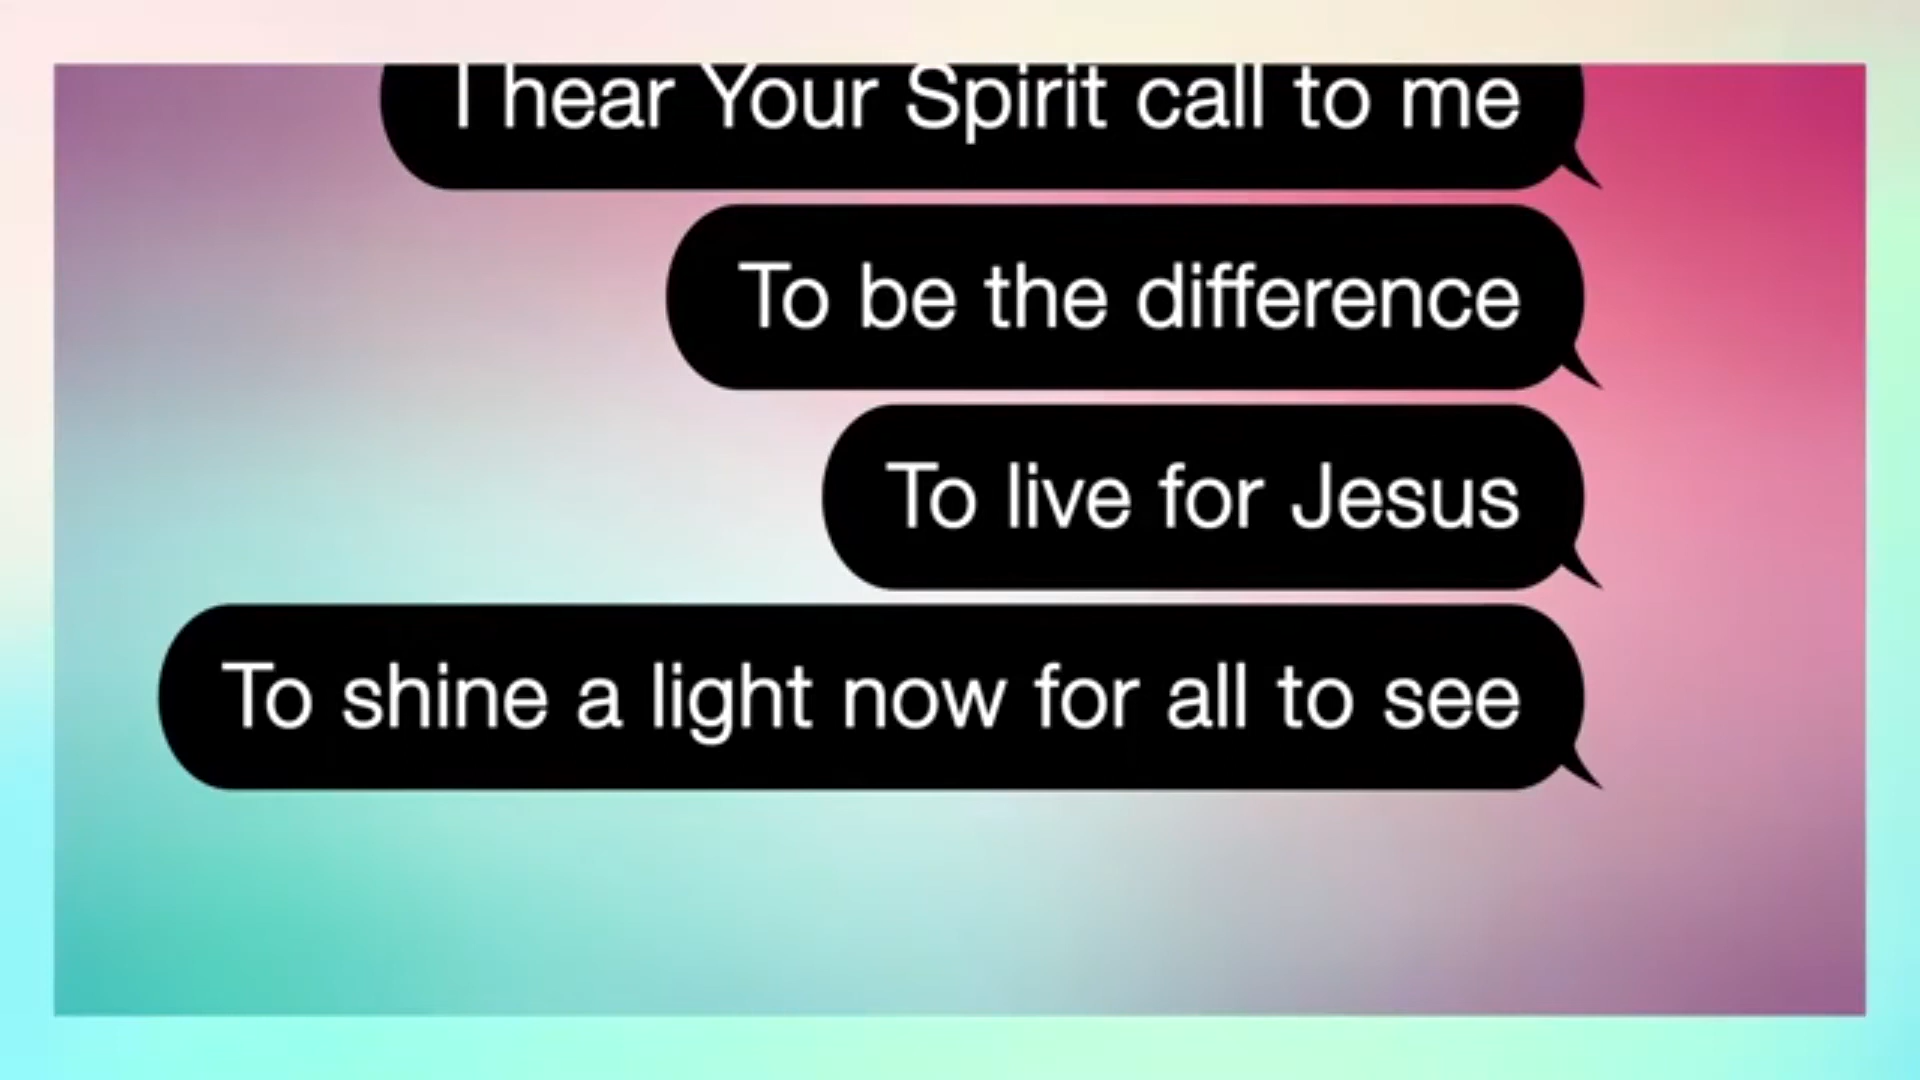 I hear Your Spirit call to me
To be the difference
To live for Jesus
To shine a light now for all to see